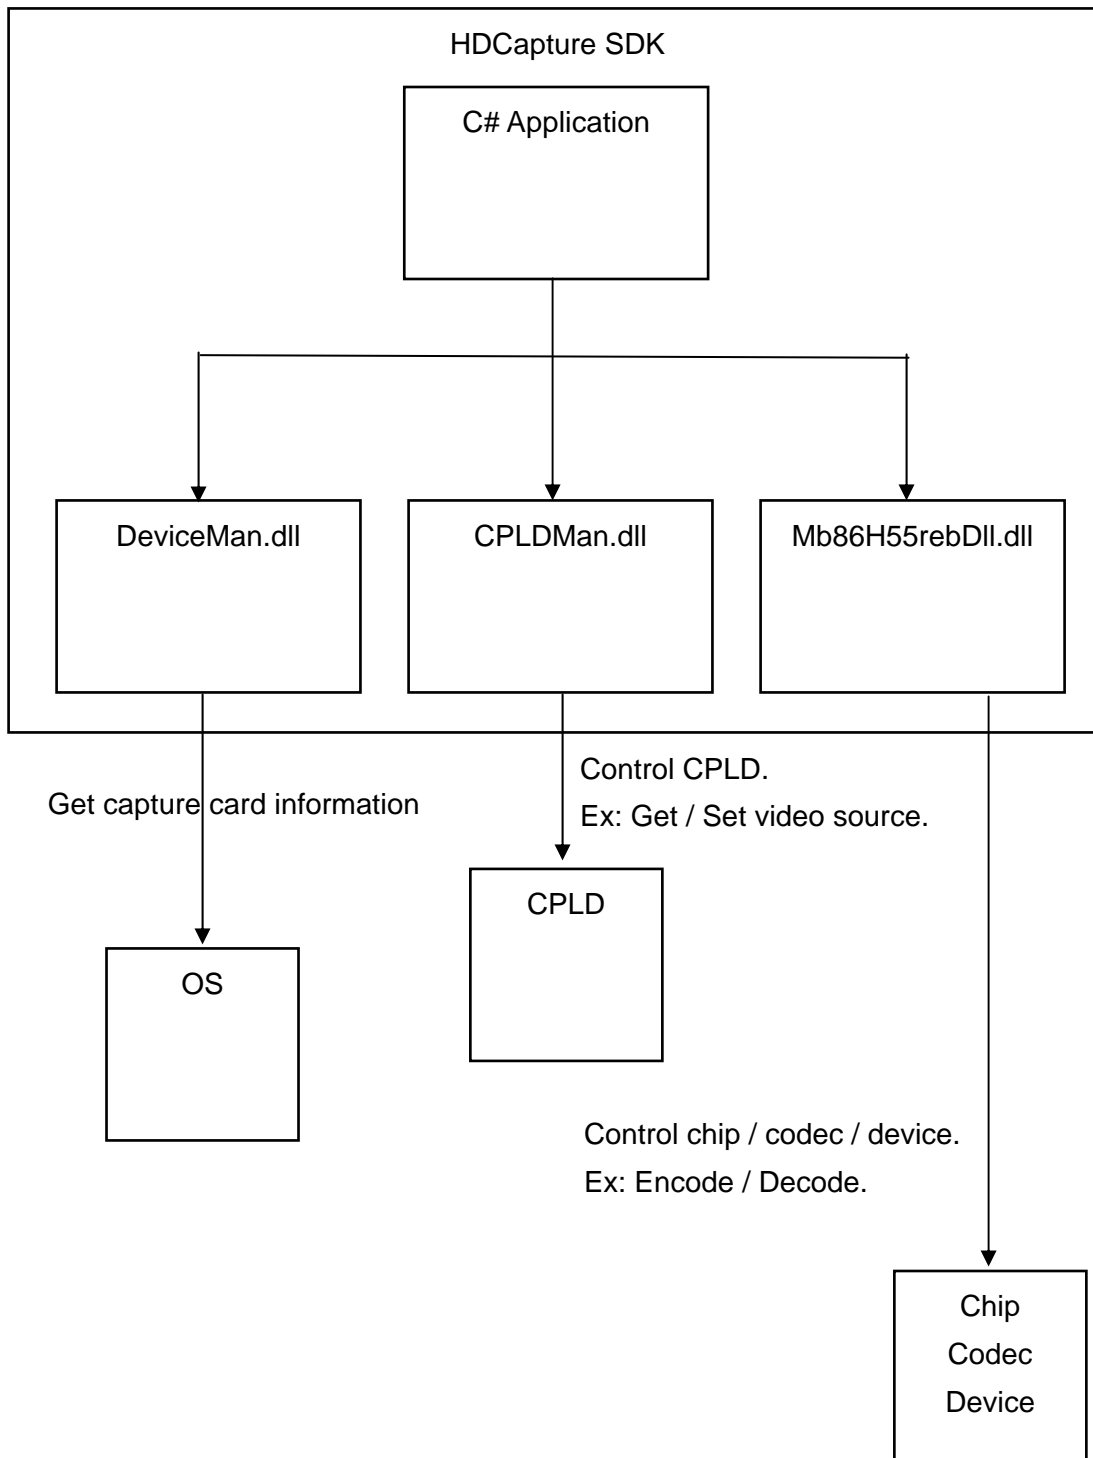 HDCapture SDK
C# Application
DeviceMan.dll
CPLDMan.dll
Mb86H55rebDll.dll
Control CPLD.
Get capture card information
Ex: Get / Set video source.
CPLD
OS
Control chip / codec / device.
Ex: Encode / Decode.
Chip
Codec
Device